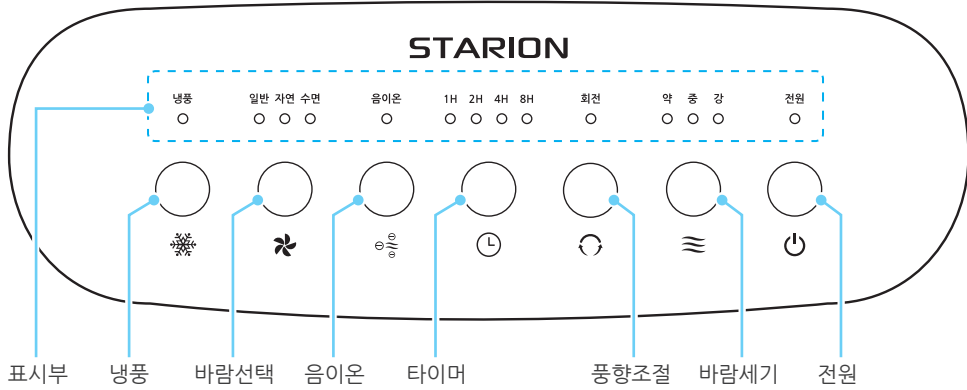 STARION
냉풍 일반 자연 수면 음이온 1H 2H 4H 8H 회전 약 중 강 전원
표시부 냉풍 바람선택 음이온 타이머 풍향조절 바람세기 전원